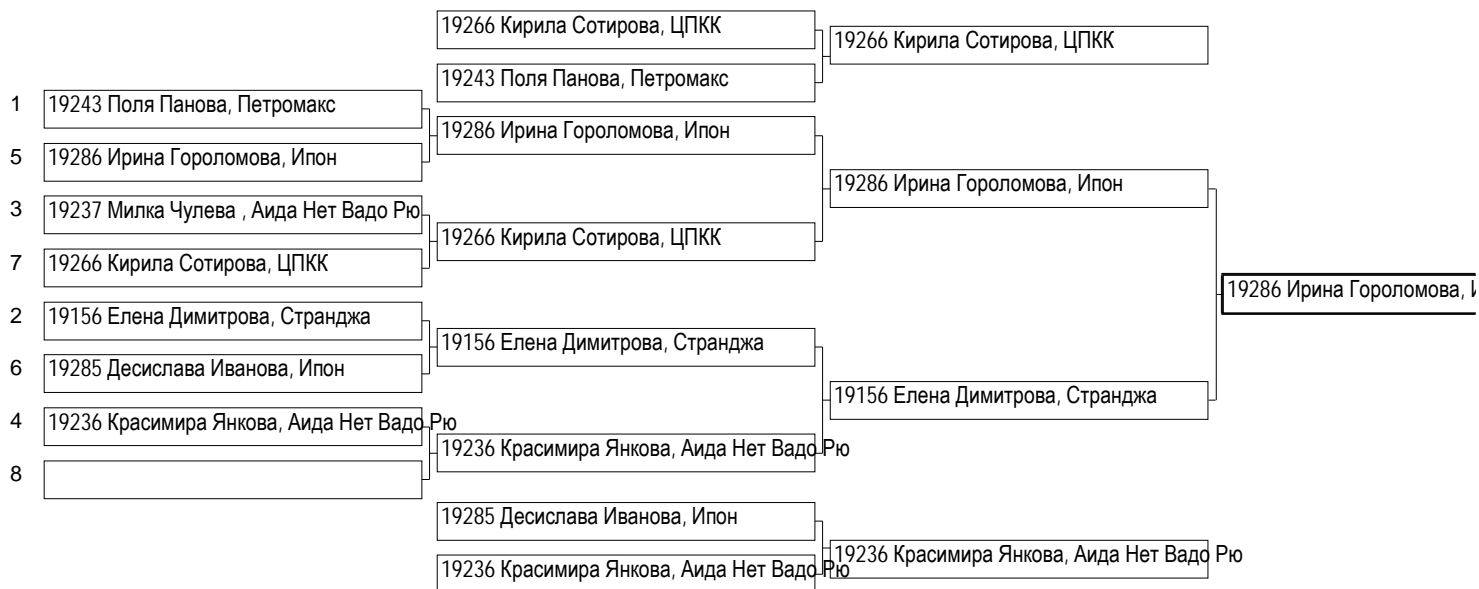 19266 Кирила Сотирова, ЦПКК
19266 Кирила Сотирова, ЦПКК
19243 Поля Панова, Петромакс
1 19243 Поля Панова, Петромакс
19286 Ирина Гороломова, Ипон
5 19286 Ирина Гороломова, Ипон
19286 Ирина Гороломова, Ипон
3 19237 Милка Чулева , Аида Нет Вадо Рю
19266 Кирила Сотирова, ЦПКК
7 19266 Кирила Сотирова, ЦПКК
19286 Ирина Гороломова,
2 19156 Елена Димитрова, Странджа
19156 Елена Димитрова, Странджа
6 19285 Десислава Иванова, Ипон
19156 Елена Димитрова, Странджа
4 19236 Красимира Янкова, Аида Нет Вадо Рю
19236 Красимира Янкова, Аида Нет Вадо Рю
8
19285 Десислава Иванова, Ипон
19236 Красимира Янкова, Аида Нет Вадо Рю
19236 Красимира Янкова, Аида Нет Вадо Рю